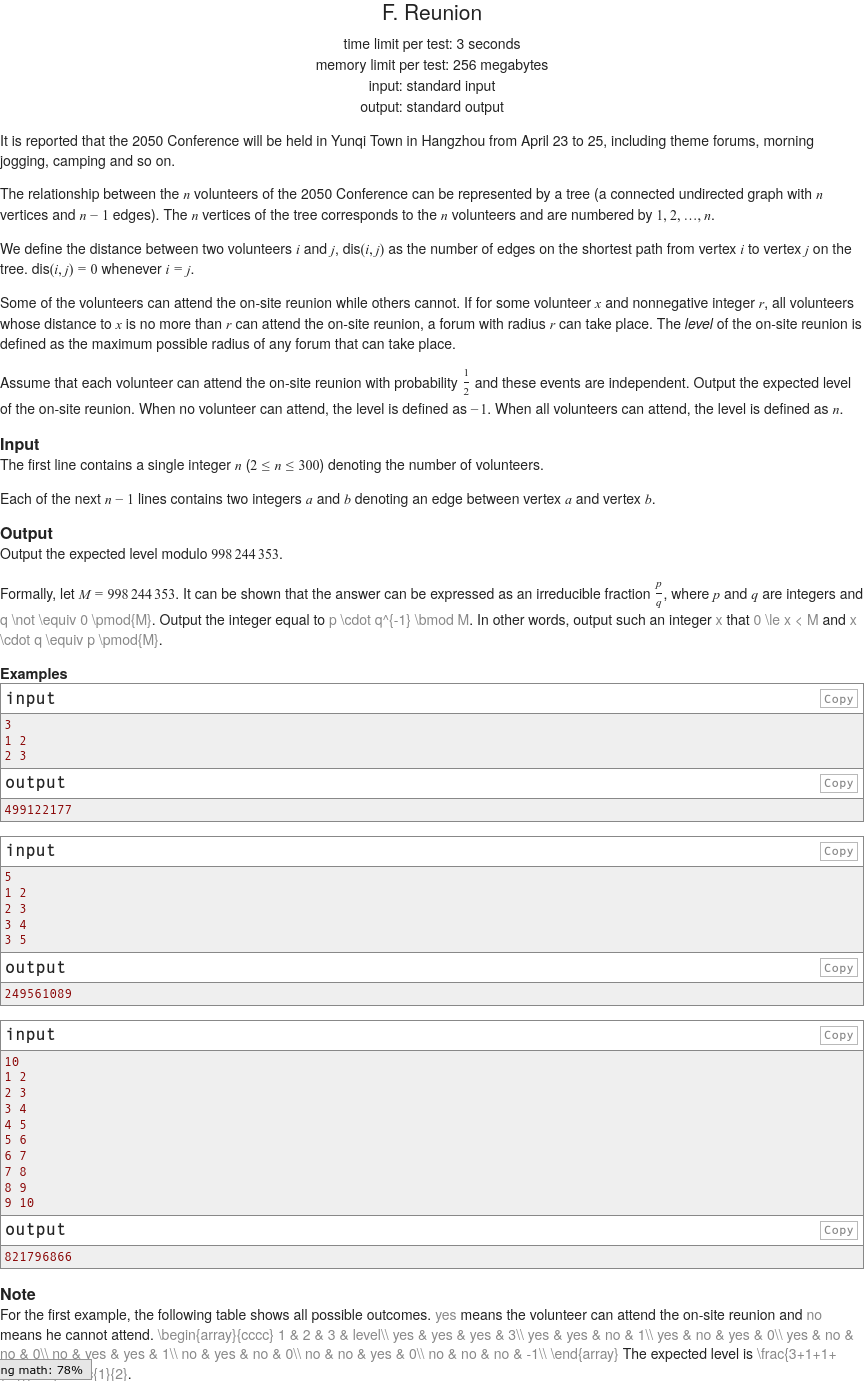 F. Reunion
time limit per test: 3 seconds
memory limit per test: 256 megabytes
input: standard input
output: standard output
It is reported that the 2050 Conference will be held in Yunqi Town in Hangzhou from April 23 to 25, including theme forums, morning
jogging, camping and so on.
The relationship between the n volunteers of the 2050 Conference can be represented by a tree (a connected undirected graph with n
vertices and n − 1 edges). The n vertices of the tree corresponds to the n volunteers and are numbered by 1, 2, …, n.
We define the distance between two volunteers i and j, dis(i, j) as the number of edges on the shortest path from vertex i to vertex j on the
tree. dis(i, j) = 0 whenever i = j.
Some of the volunteers can attend the on-site reunion while others cannot. If for some volunteer x and nonnegative integer r, all volunteers
whose distance to x is no more than r can attend the on-site reunion, a forum with radius r can take place. The level of the on-site reunion is
defined as the maximum possible radius of any forum that can take place.
Assume that each volunteer can attend the on-site reunion with probability 1/2 and these events are independent. Output the expected level
of the on-site reunion. When no volunteer can attend, the level is defined as −1. When all volunteers can attend, the level is defined as n.
Input
The first line contains a single integer n (2 ≤ n ≤ 300) denoting the number of volunteers.
Each of the next n − 1 lines contains two integers a and b denoting an edge between vertex a and vertex b.
Output
Output the expected level modulo 998 244 353.
Formally, let M = 998 244 353. It can be shown that the answer can be expressed as an irreducible fraction p/q, where p and q are integers and
q \not \equiv 0 \pmod{M}. Output the integer equal to p \cdot q^{-1} \bmod M. In other words, output such an integer x that 0 \le x < M and x
\cdot q \equiv p \pmod{M}.
Examples
input
Copy
3
1 2
2 3
output
Copy
499122177
input
Copy
5
1 2
2 3
3 4
3 5
output
Copy
249561089
input
Copy
10
1 2
2 3
3 4
4 5
5 6
6 7
7 8
8 9
9 10
output
Copy
821796866
Note
For the first example, the following table shows all possible outcomes. yes means the volunteer can attend the on-site reunion and no
means he cannot attend. \begin{array}{cccc} 1 & 2 & 3 & level\\ yes & yes & yes & 3\\ yes & yes & no & 1\\ yes & no & yes & 0\\ yes & no &
no & 0\\ no & yes & yes & 1\\ no & yes & no & 0\\ no & no & yes & 0\\ no & no & no & -1\\ \end{array} The expected level is \frac{3+1+1+
ng math: 78%
{1}{2}.